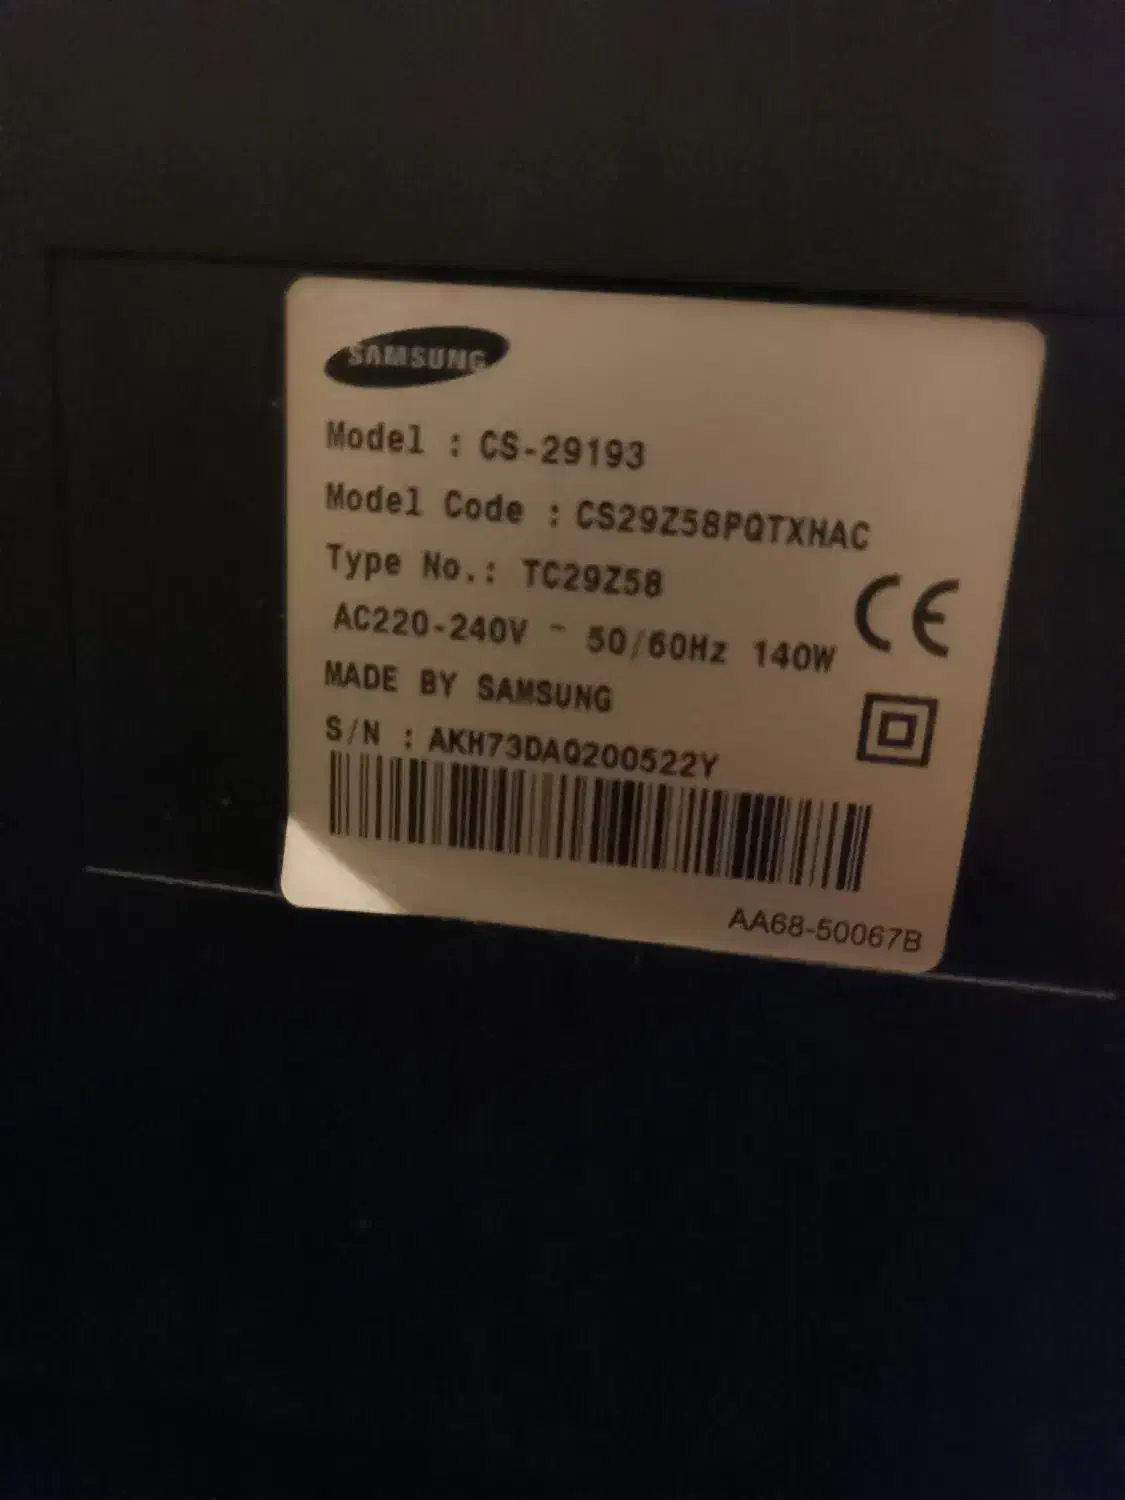 SAMSUNG
Model : CS-29193
Model Code : CS29Z58PQTXHAC
Type No.: TC29Z58
AC220-240V ~ 50/60Hz 140W
CE
MADE BY SAMSUNG
S/N : AKH73DAQ200522Y
AA68-50067B